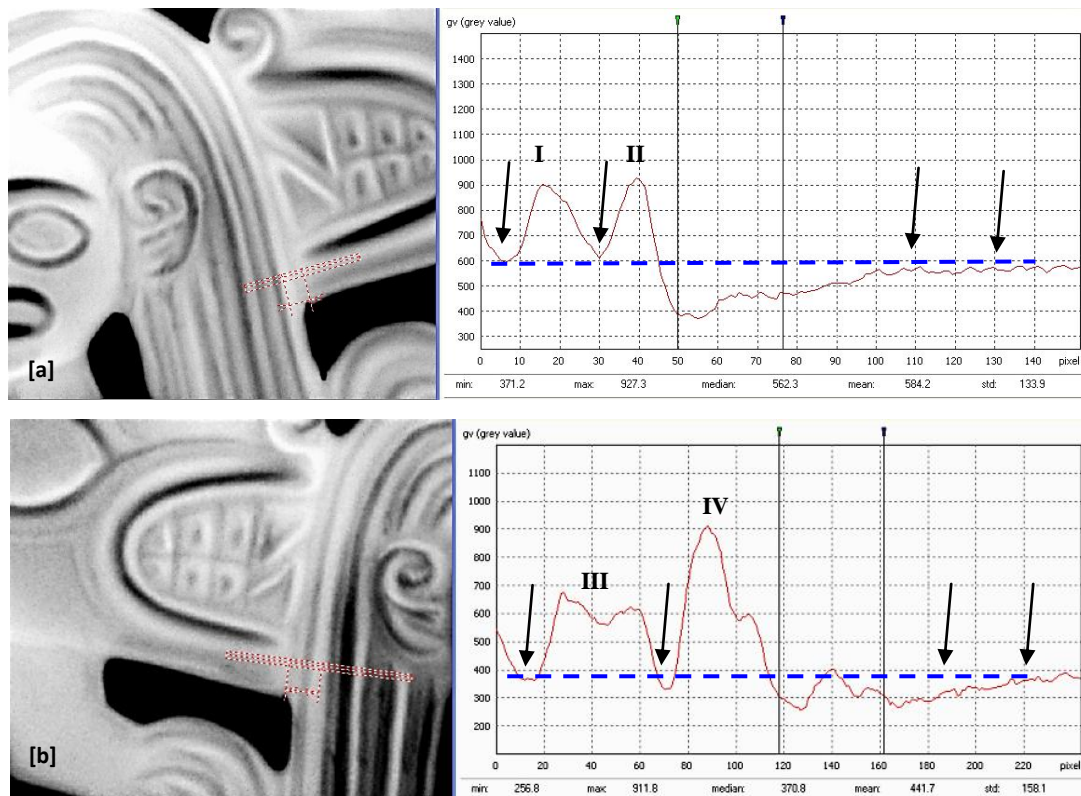 gv (grey value)
1400
1300
1200
1100
1000
900
800
700
600
500
400
300
I II
0 10 20 30 40 50 60 70 80 90 100 110 120 130 140 pixel
min: 371.2 max: 927.3 median: 562.3 mean: 584.2 std: 133.9
[a]
gv (grey value)
1100
1000
900
800
700
600
500
400
300
200
III IV
0 20 40 60 80 100 120 140 160 180 200 220 pixel
min: 256.8 max: 911.8 median: 370.8 mean: 441.7 std: 158.1
[b]